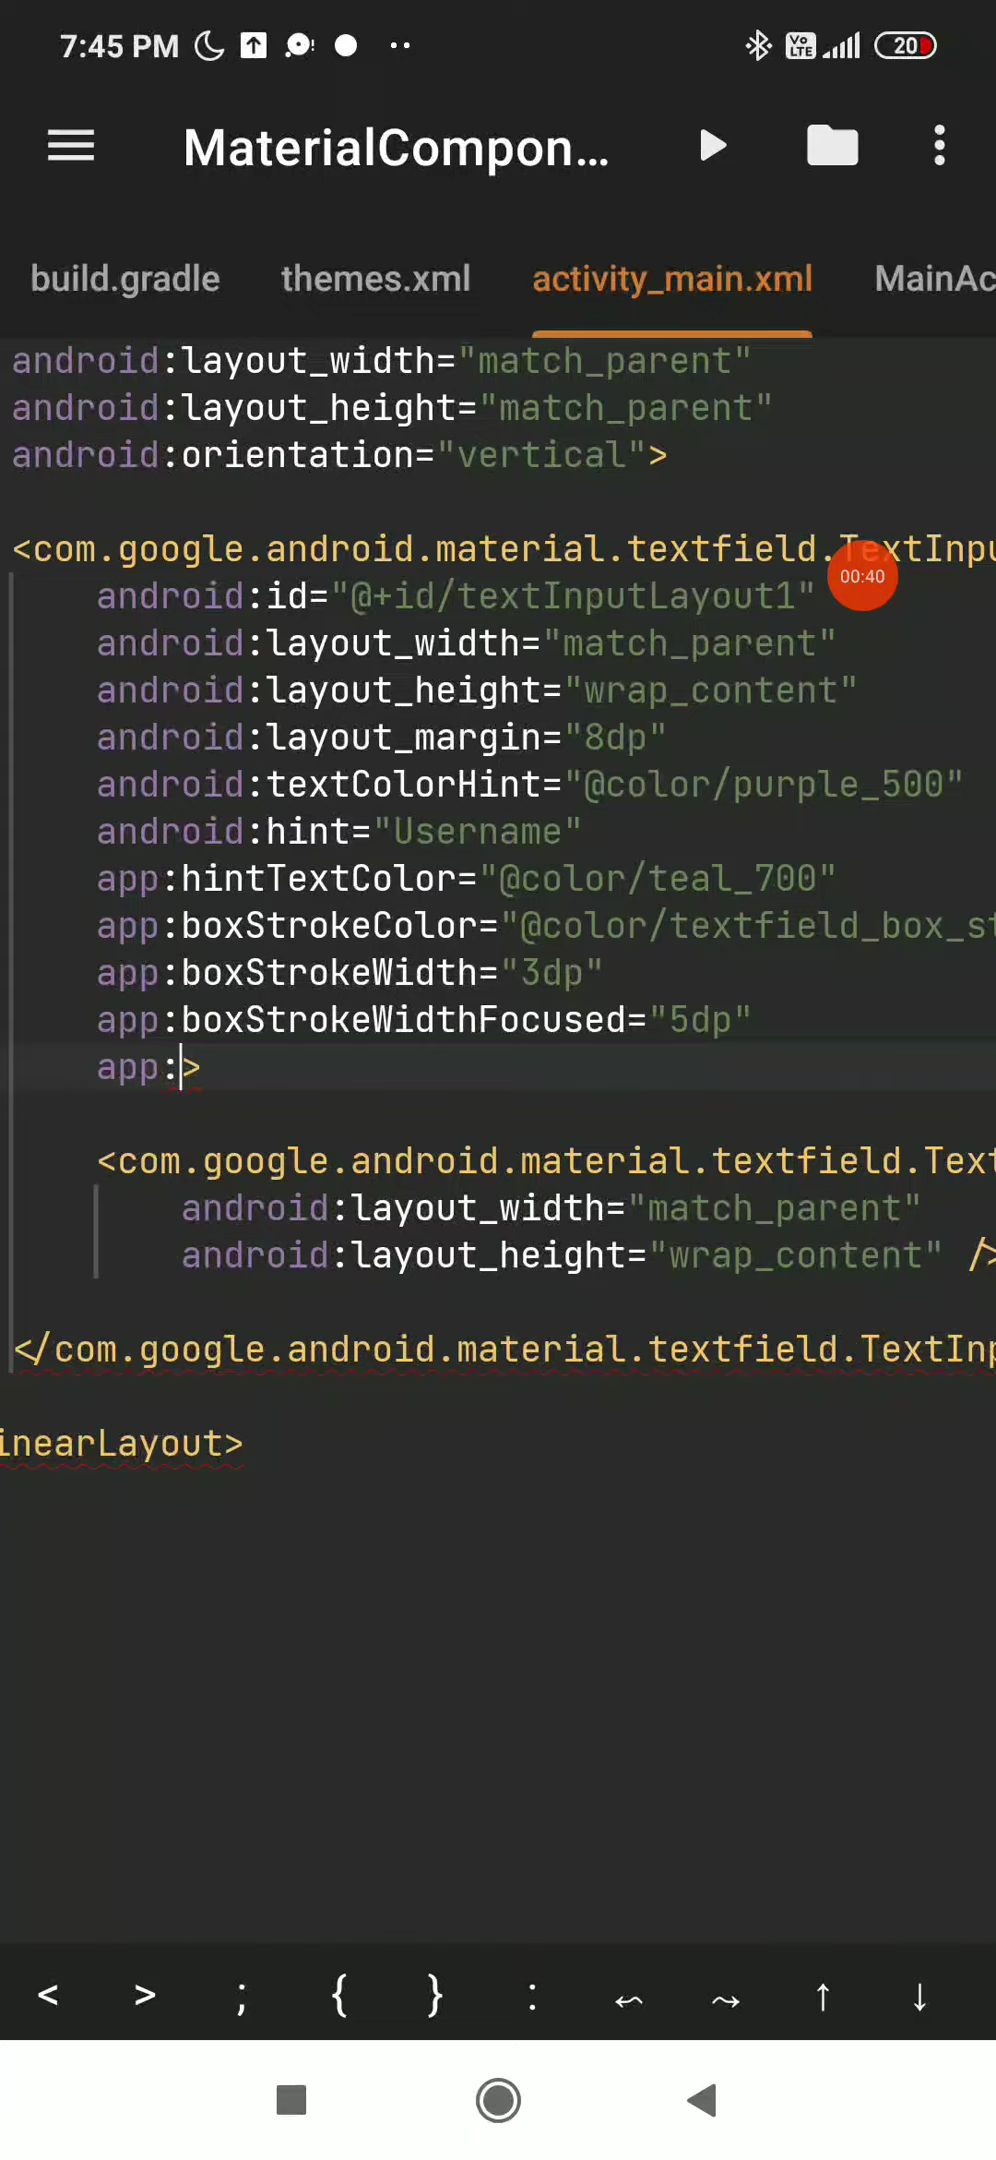 7:45 PM Vo LTE 20
MaterialCompon...
build.gradle themes.xml activity_main.xml MainAc
android:layout_width="match_parent"
android:layout_height="match_parent"
android:orientation="vertical">
<com.google.android.material.textfield.TextInpu
00:40
android:id="@+id/textInputLayout1"
android:layout_width="match_parent"
android:layout_height="wrap_content"
android:layout_margin="8dp"
android:textColorHint="@color/purple_500"
android:hint="Username"
app:hintTextColor="@color/teal_700"
app:boxStrokeColor="@color/textfield_box_st
app:boxStrokeWidth="3dp"
app:boxStrokeWidthFocused="5dp"
app:>
<com.google.android.material.textfield.Text
android:layout_width="match_parent"
android:layout_height="wrap_content" />
</com.google.android.material.textfield.TextInp
inearLayout>
< > ; { } : ↜ ⤳ ↑ ↓